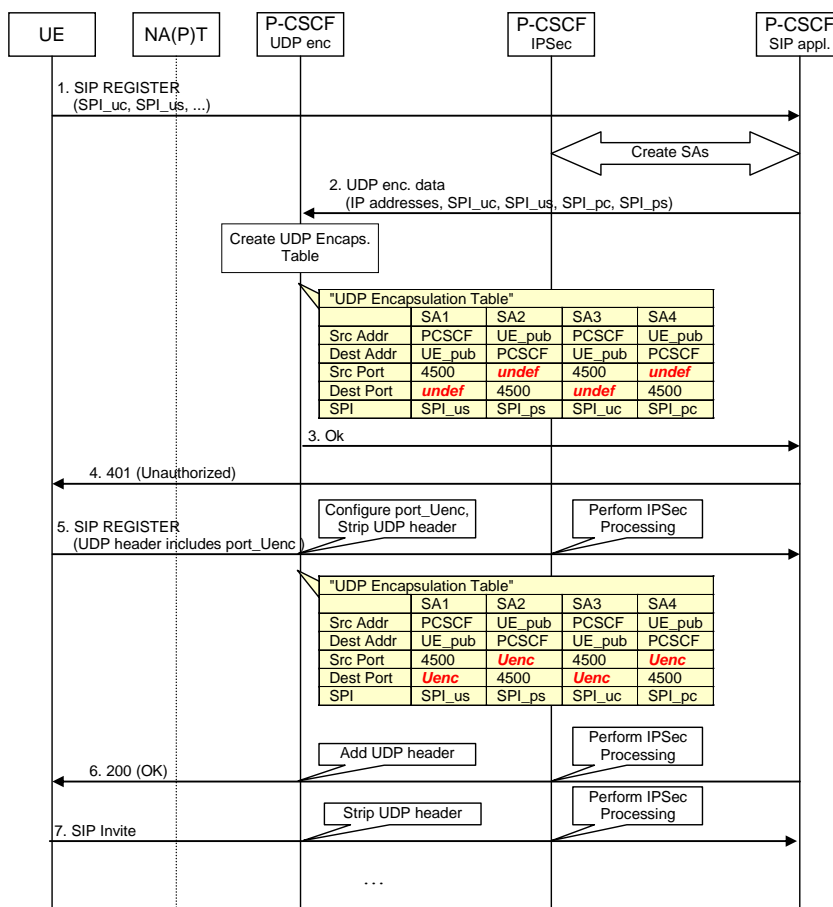 UE
NA(P)T
P-CSCF
UDP enc
P-CSCF
IPSec
P-CSCF
SIP appl.
1. SIP REGISTER
(SPI_uc, SPI_us, ...)
Create SAs
2. UDP enc. data
(IP addresses, SPI_uc, SPI_us, SPI_pc, SPI_ps)
Create UDP Encaps.
Table
"UDP Encapsulation Table"
SA1 SA2 SA3 SA4
Src Addr PCSCF UE_pub PCSCF UE_pub
Dest Addr UE_pub PCSCF UE_pub PCSCF
Src Port 4500 undef 4500 undef
Dest Port undef 4500 undef 4500
SPI SPI_us SPI_ps SPI_uc SPI_pc
3. Ok
4. 401 (Unauthorized)
5. SIP REGISTER
(UDP header includes port_Uenc )
Configure port_Uenc,
Strip UDP header
Perform IPSec
Processing
"UDP Encapsulation Table"
SA1 SA2 SA3 SA4
Src Addr PCSCF UE_pub PCSCF UE_pub
Dest Addr UE_pub PCSCF UE_pub PCSCF
Src Port 4500 Uenc 4500 Uenc
Dest Port Uenc 4500 Uenc 4500
SPI SPI_us SPI_ps SPI_uc SPI_pc
6. 200 (OK)
Add UDP header
Perform IPSec
Processing
7. SIP Invite
Strip UDP header
Perform IPSec
Processing
...